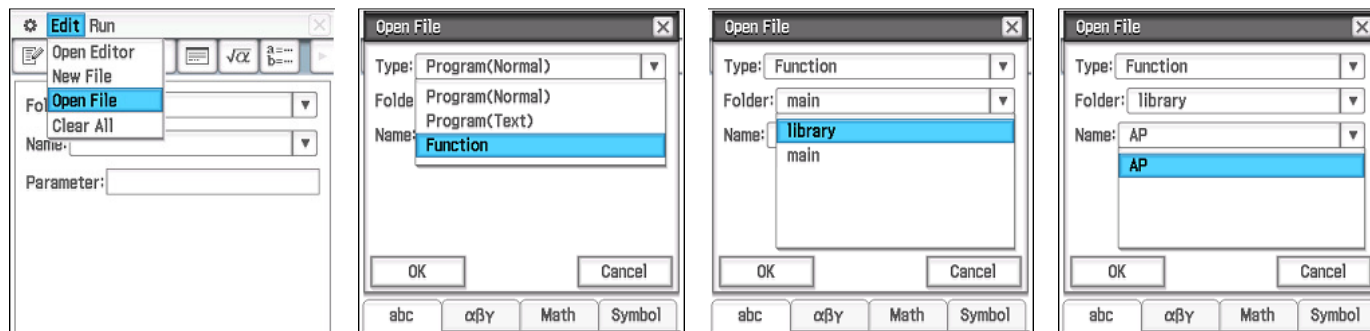 Edit Run
Open Editor
New File
Open File
Clear All
Fol
Name:
Parameter:
√α
a=…
b=…
Open File
Type: Program(Normal)
Program(Normal)
Program(Text)
Function
Folde
Name:
OK Cancel
abc αβγ Math Symbol
Open File
Type: Function
Folder: main
Name: library
main
OK Cancel
abc αβγ Math Symbol
Open File
Type: Function
Folder: library
Name: AP
AP
OK Cancel
abc αβγ Math Symbol